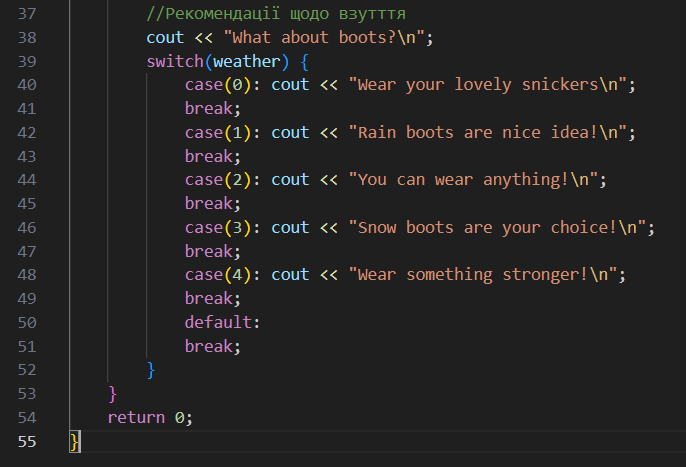 37 //Рекомендації щодо взутття
38 cout << "What about boots?\n";
39 switch(weather) {
40 case(0): cout << "Wear your lovely snickers\n";
41 break;
42 case(1): cout << "Rain boots are nice idea!\n";
43 break;
44 case(2): cout << "You can wear anything!\n";
45 break;
46 case(3): cout << "Snow boots are your choice!\n";
47 break;
48 case(4): cout << "Wear something stronger!\n";
49 break;
50 default:
51 break;
52 }
53 }
54 return 0;
55 }